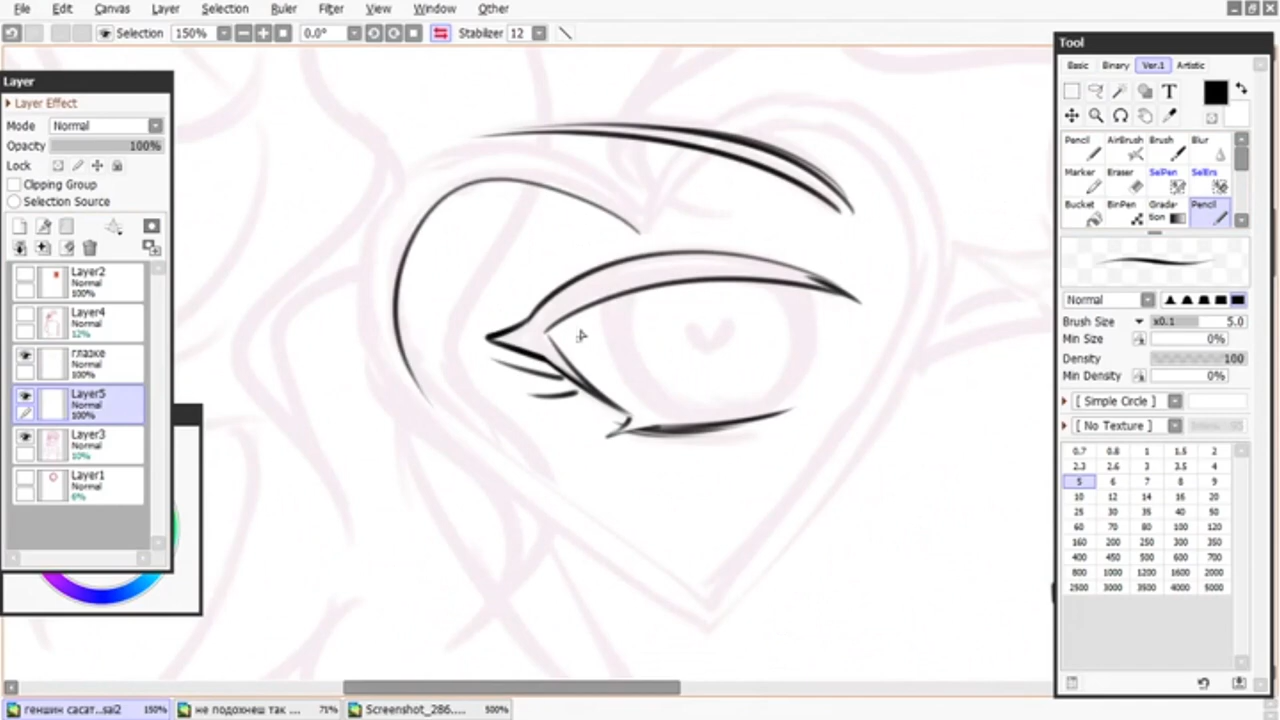 File Edit Canvas Layer Selection Ruler Filter View Window Other
Selection 150% 0.0° Stabilizer 12
Layer
Layer Effect
Mode Normal
Opacity 100%
Lock
Clipping Group
Selection Source
Layer2
Normal
100%
Layer4
Normal
12%
глазке
Normal
100%
Layer5
Normal
100%
Layer3
Normal
10%
Layer1
Normal
6%
Tool
Basic Binary Ver.1 Artistic
T
Pencil AirBrush Brush Blur
Marker Eraser SelPen SelErs
Bucket BinPen Grada- Pencil
tion
Normal
Brush Size x0.1 5.0
Min Size 0%
Density 100
Min Density 0%
[ Simple Circle ]
[ No Texture ]
0.7 0.8 1 1.5 2
2.3 2.6 3 3.5 4
5 6 7 8 9
10 12 14 16 20
25 30 35 40 50
60 70 80 100 120
160 200 250 300 350
400 450 500 600 700
800 1000 1200 1600 2000
2500 3000 3500 4000 5000
геншин сасат...sai2 150% не подохнеш так ... 71% Screenshot_286.... 500%